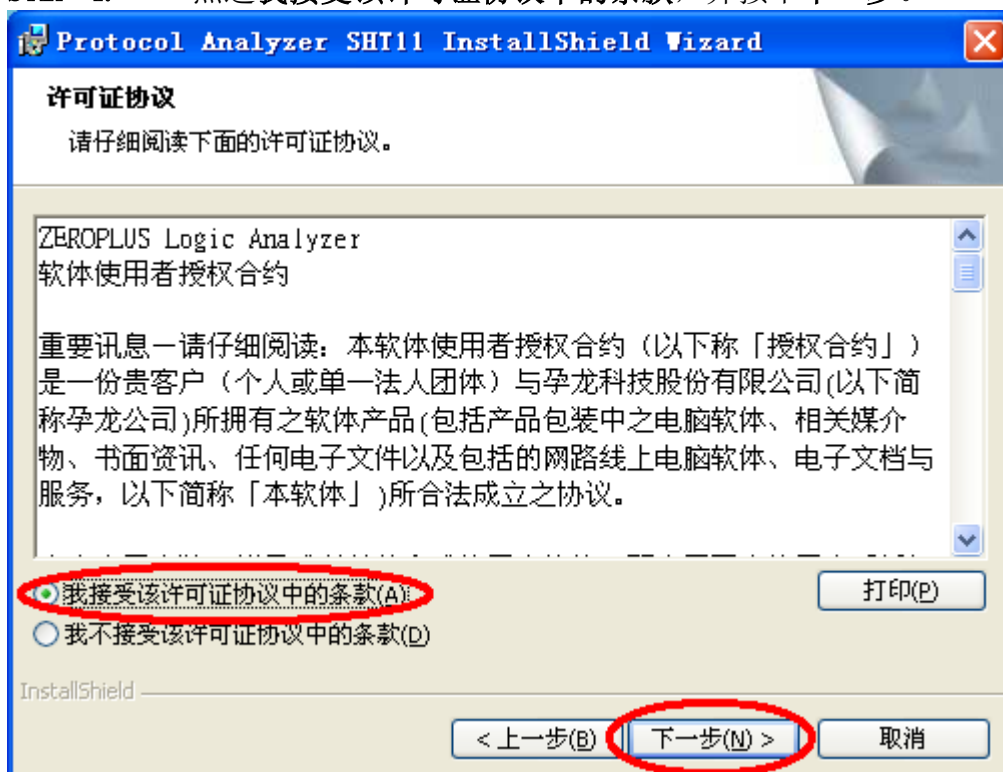 Protocol Analyzer SHT11 InstallShield Wizard
许可证协议
请仔细阅读下面的许可证协议。
ZEROPLUS Logic Analyzer
软体使用者授权合约
重要讯息－请仔细阅读：本软体使用者授权合约（以下称「授权合约」）
是一份贵客户（个人或单一法人团体）与孕龙科技股份有限公司(以下简
称孕龙公司)所拥有之软体产品(包括产品包装中之电脑软体、相关媒介
物、书面资讯、任何电子文件以及包括的网路线上电脑软体、电子文档与
服务，以下简称「本软体」)所合法成立之协议。
我接受该许可证协议中的条款(A)
打印(P)
我不接受该许可证协议中的条款(D)
InstallShield
< 上一步(B)
下一步(N) >
取消